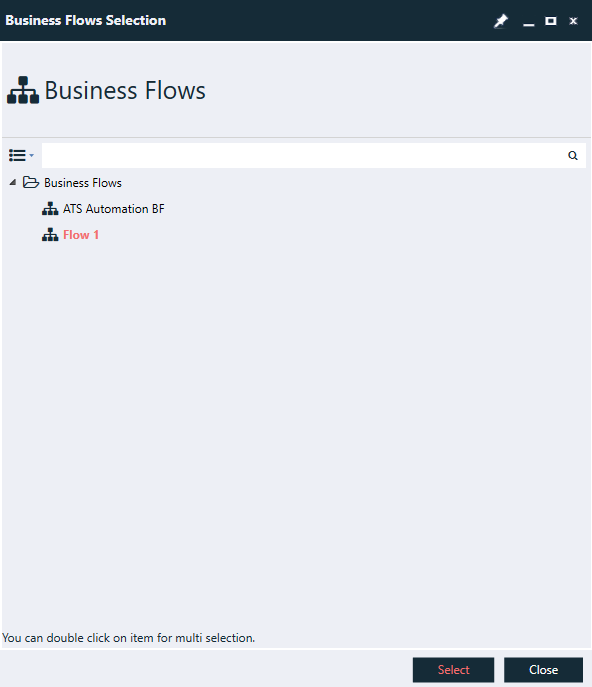 Business Flows Selection
Business Flows
Business Flows
ATS Automation BF
Flow 1
You can double click on item for multi selection.
Select
Close